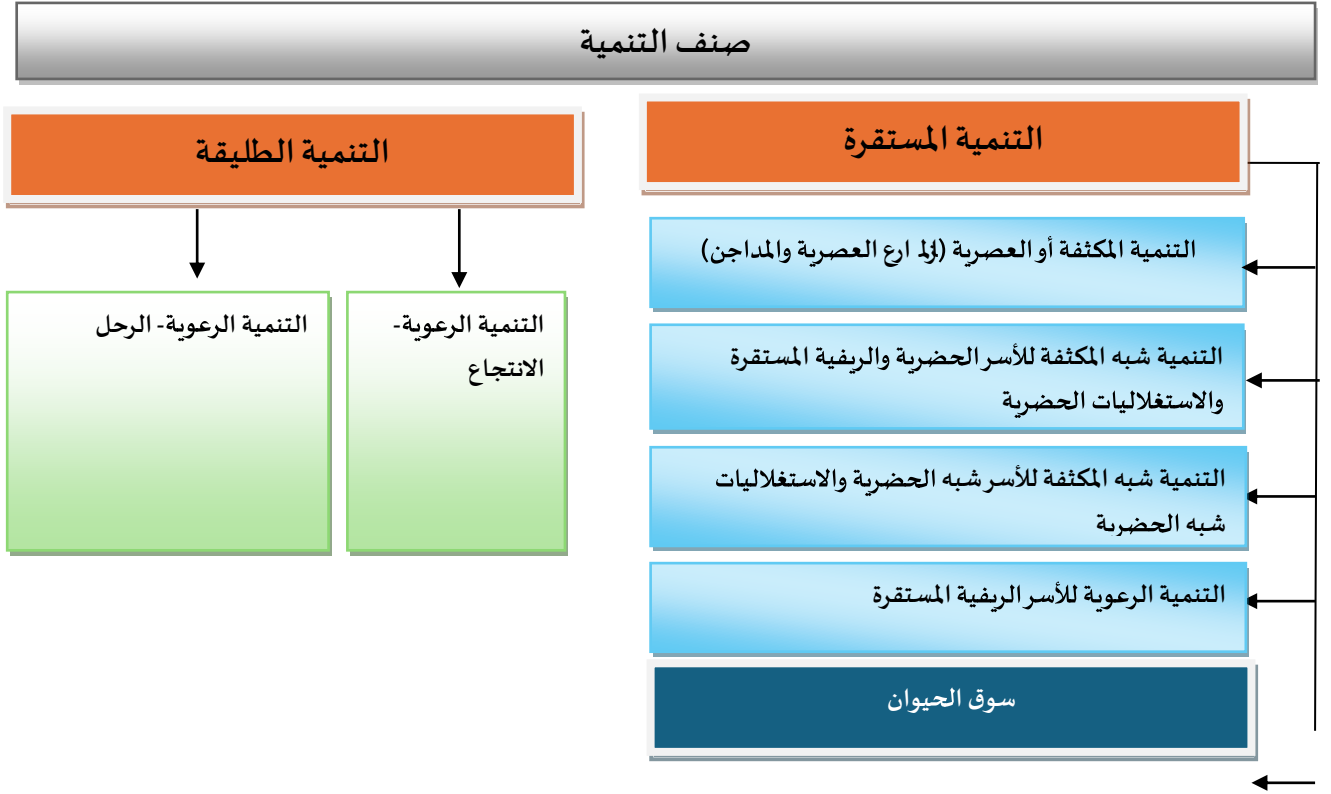 صنف التنمية
التنمية المستقرة
التنمية المكثفة أو العصرية (ارع العصرية والمداجن)
التنمية شبه المكثفة للأسر الحضرية والريفية المستقرة
والاستغلاليات الحضرية
التنمية شبه المكثفة للأسر شبه الحضرية والاستغلاليات
شبه الحضرية
التنمية الرعوية للأسر الريفية المستقرة
سوق الحيوان
التنمية الطليقة
التنمية الرعوية-
الانتجاع
التنمية الرعوية- الرحل